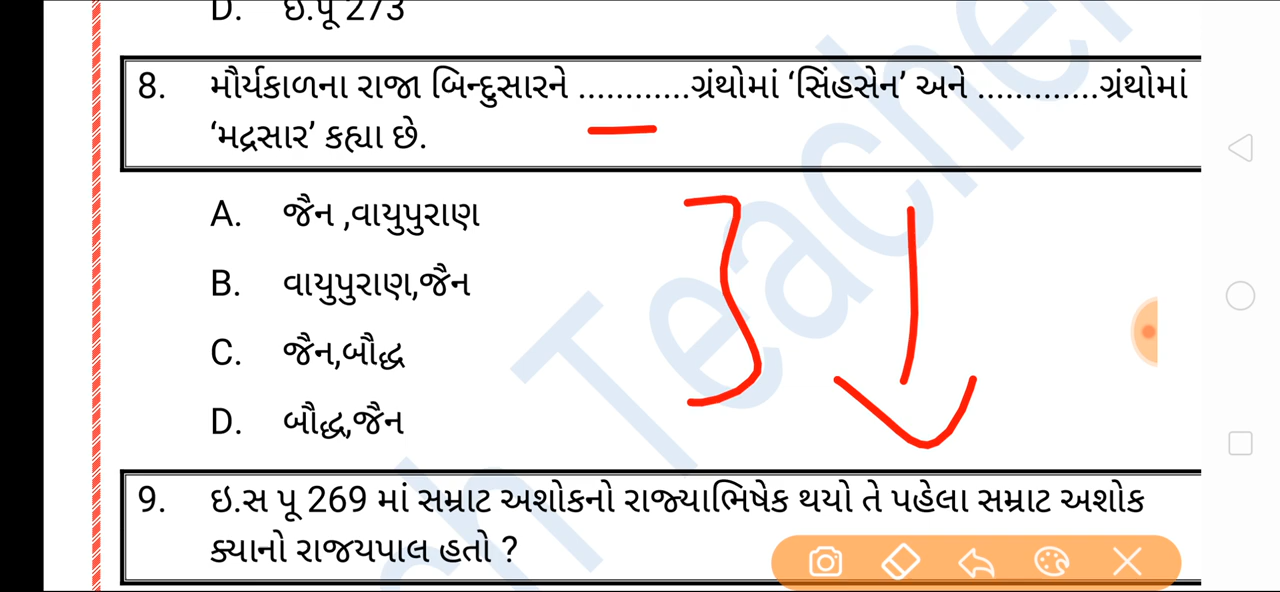 D. ઇ.પૂ 273
8. મૌર્યકાળના રાજા બિન્દુસારને ............ગ્રંથોમાં ‘સિંહસેન’ અને .............ગ્રંથોમાં
‘મદ્રસાર’ કહ્યા છે.
A. જૈન ,વાયુપુરાણ
B. વાયુપુરાણ,જૈન
C. જૈન,બૌદ્ધ
D. બૌદ્ધ,જૈન
9. ઇ.સ પૂ 269 માં સમ્રાટ અશોકનો રાજ્યાભિષેક થયો તે પહેલા સમ્રાટ અશોક
ક્યાનો રાજયપાલ હતો ?